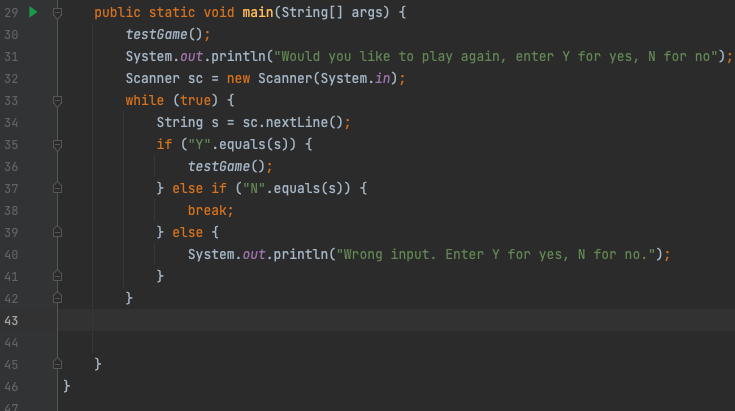 29 public static void main(String[] args) {
30 testGame();
31 System.out.println("Would you like to play again, enter Y for yes, N for no");
32 Scanner sc = new Scanner(System.in);
33 while (true) {
34 String s = sc.nextLine();
35 if ("Y".equals(s)) {
36 testGame();
37 } else if ("N".equals(s)) {
38 break;
39 } else {
40 System.out.println("Wrong input. Enter Y for yes, N for no.");
41 }
42 }
43
44
45 }
46 }
47